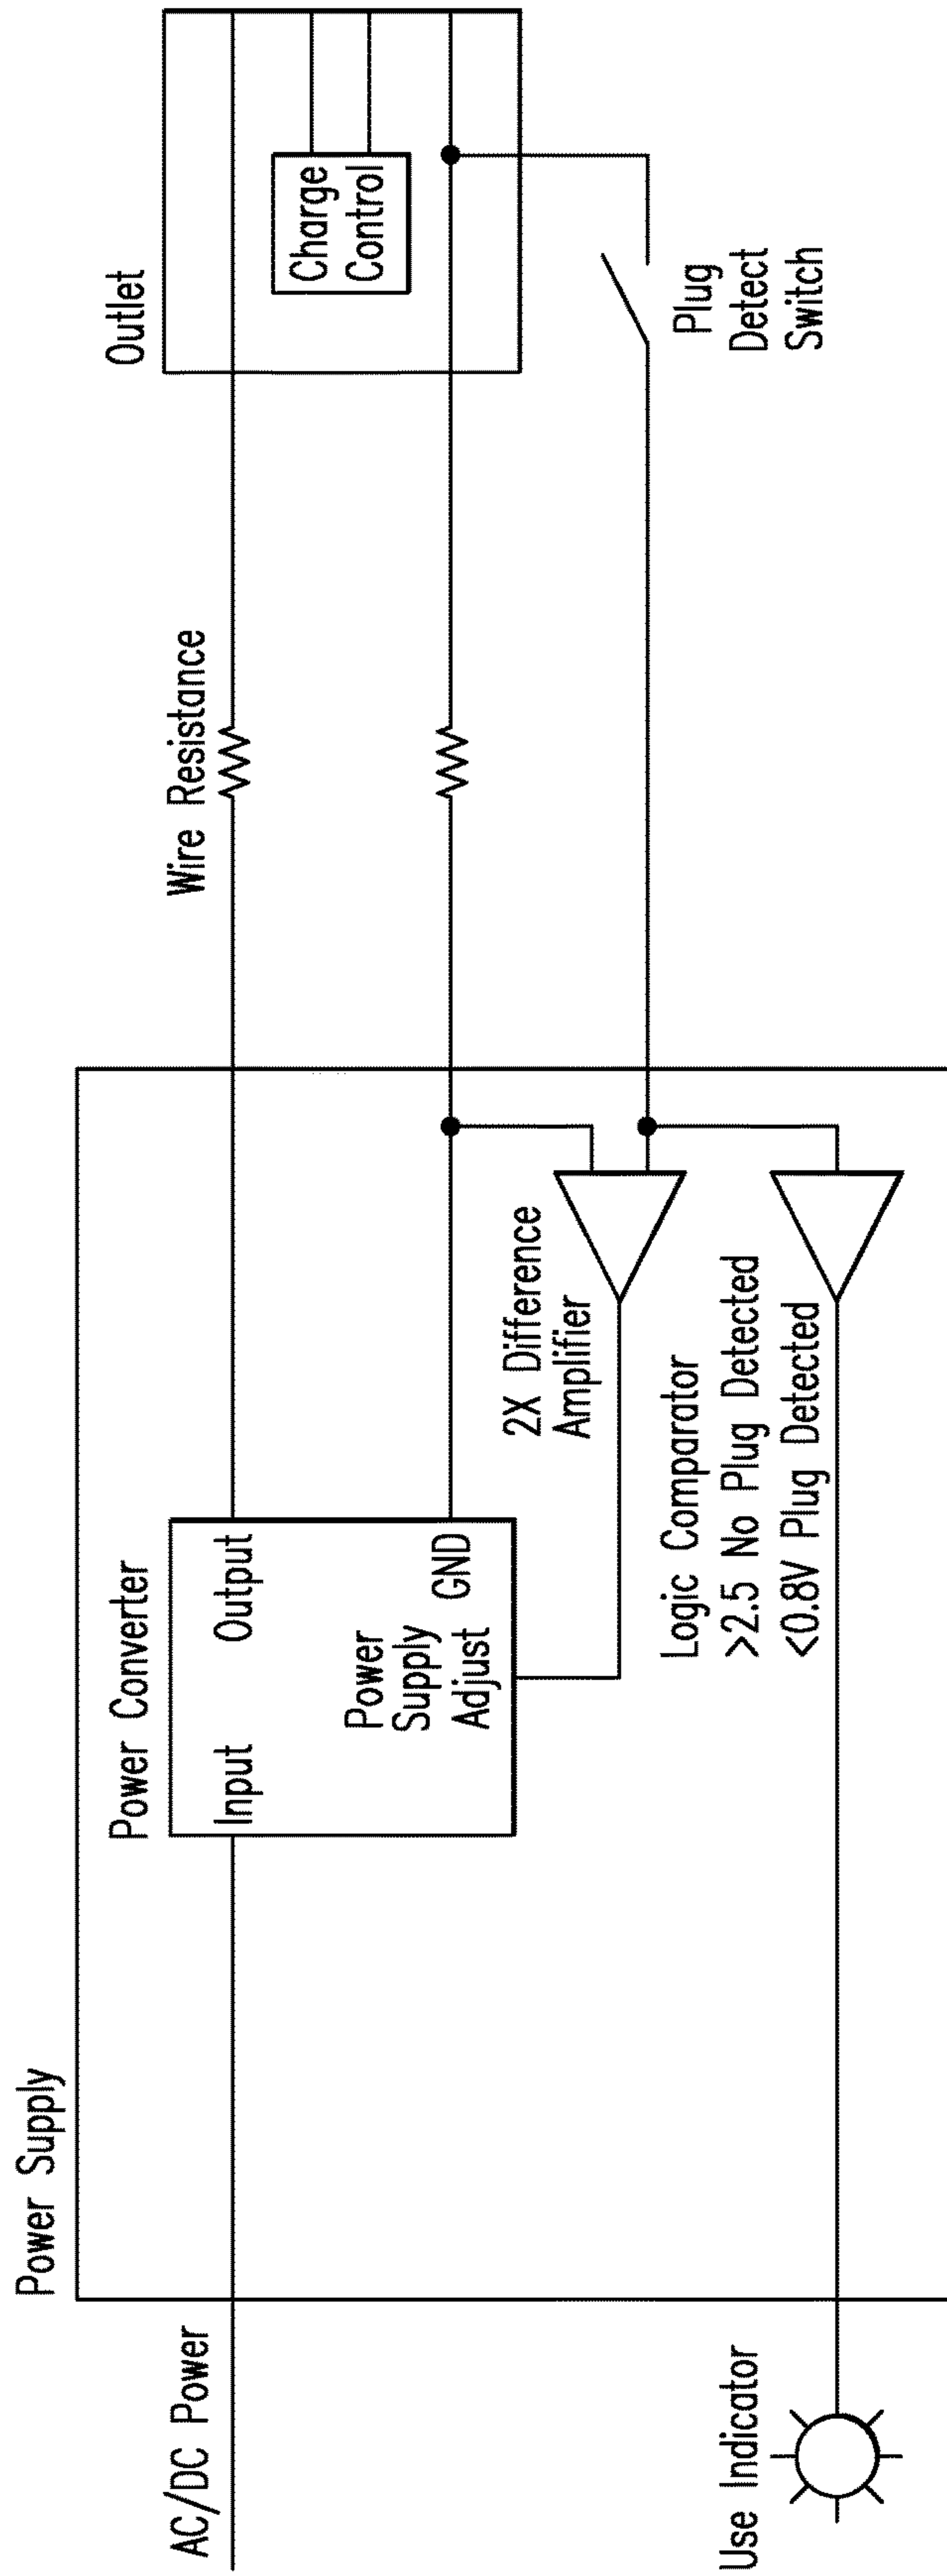 Power Supply
AC/DC Power
Power Converter
Input
Output
Power
Supply
Adjust
GND
Wire Resistance
Outlet
Charge
Control
2X Difference
Amplifier
Plug
Detect
Switch
Logic Comparator
>2.5 No Plug Detected
<0.8V Plug Detected
Use Indicator